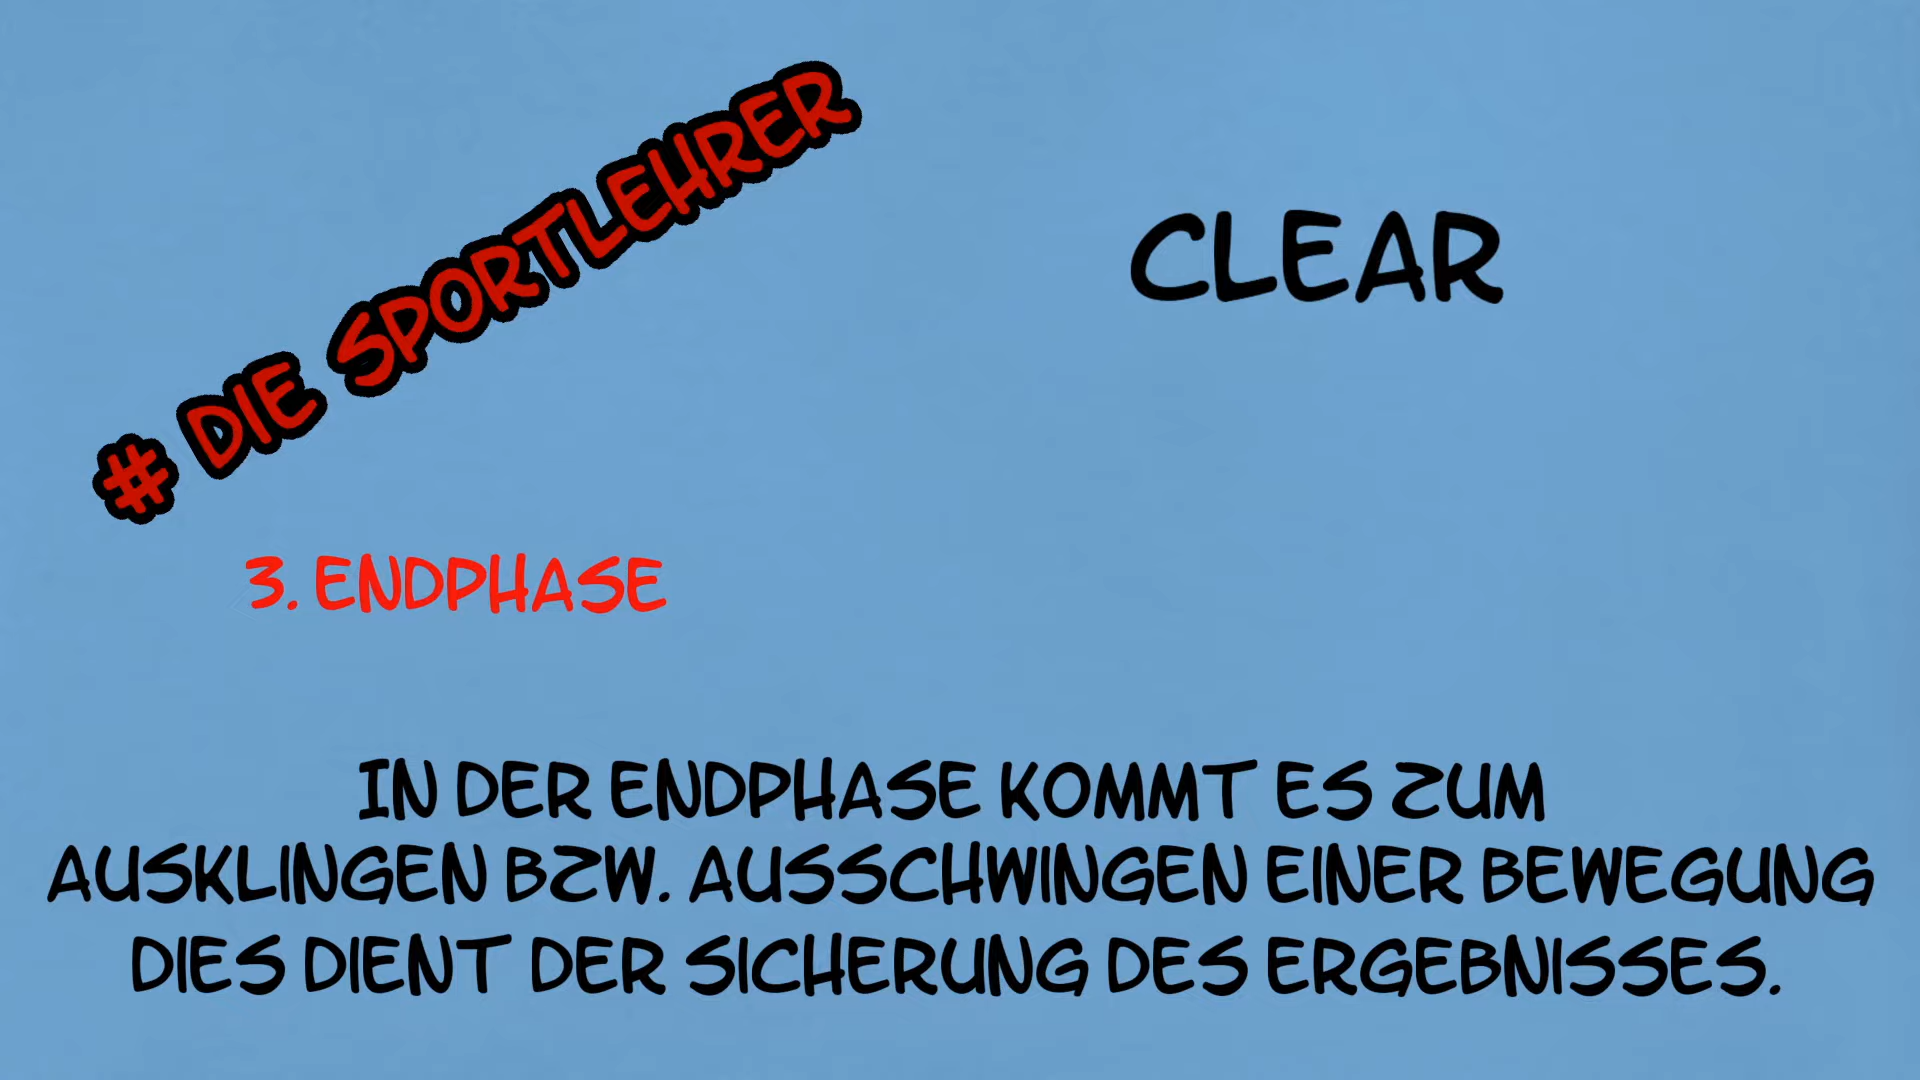 # DIE SPORTLEHRER
CLEAR
3. ENDPHASE
IN DER ENDPHASE KOMMT ES ZUM
AUSKLINGEN BZW. AUSSCHWINGEN EINER BEWEGUNG
DIES DIENT DER SICHERUNG DES ERGEBNISSES.